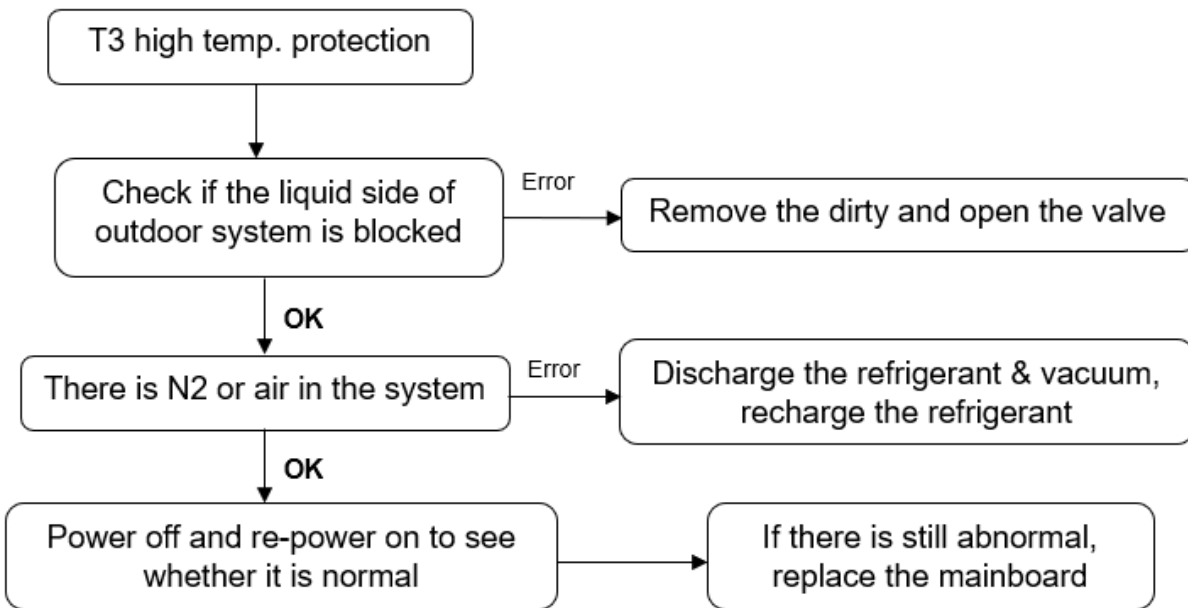 T3 high temp. protection
Check if the liquid side of
outdoor system is blocked
Error
Remove the dirty and open the valve
OK
There is N2 or air in the system
Error
Discharge the refrigerant & vacuum,
recharge the refrigerant
OK
Power off and re-power on to see
whether it is normal
If there is still abnormal,
replace the mainboard